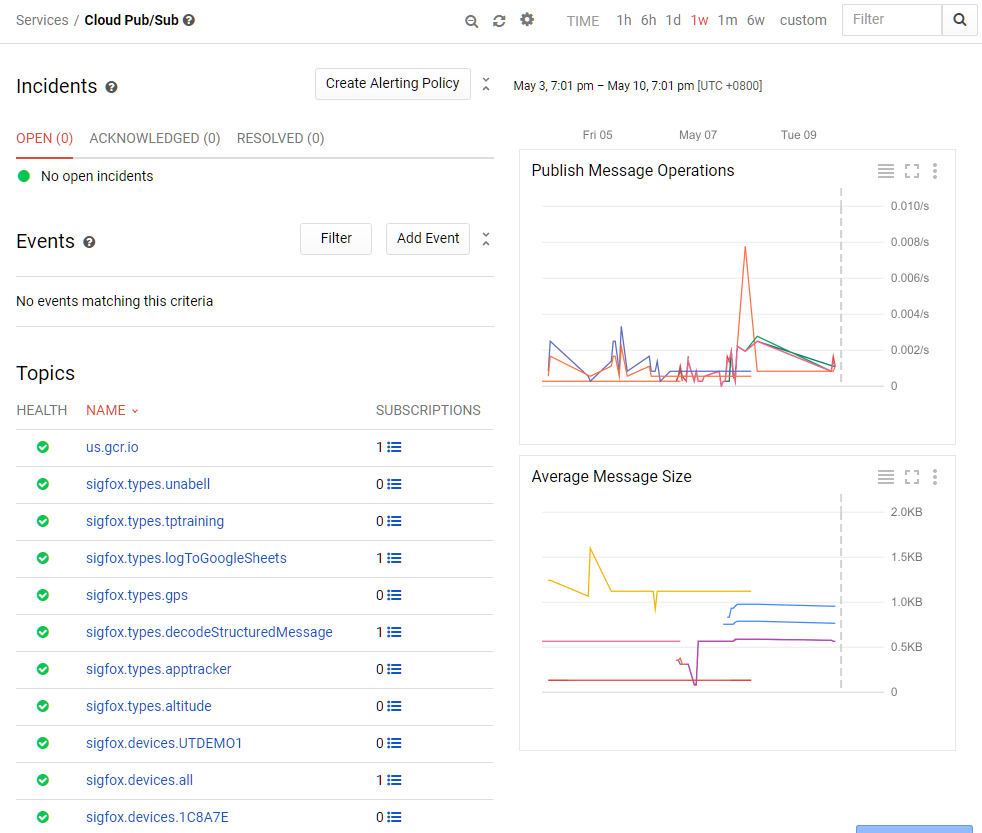 Services / Cloud Pub/Sub
TIME 1h 6h 1d 1w 1m 6w custom Filter
Incidents Create Alerting Policy
OPEN (0) ACKNOWLEDGED (0) RESOLVED (0)
No open incidents
Events Filter Add Event
No events matching this criteria
Topics
HEALTH NAME SUBSCRIPTIONS
us.gcr.io 1
sigfox.types.unabell 0
sigfox.types.tptraining 0
sigfox.types.logToGoogleSheets 1
sigfox.types.gps 0
sigfox.types.decodeStructuredMessage 1
sigfox.types.apptracker 0
sigfox.types.altitude 0
sigfox.devices.UTDEMO1 0
sigfox.devices.all 1
sigfox.devices.1C8A7E 0
May 3, 7:01 pm – May 10, 7:01 pm [UTC +0800]
Fri 05 May 07 Tue 09
Publish Message Operations
0.010/s
0.008/s
0.006/s
0.004/s
0.002/s
0
Average Message Size
2.0KB
1.5KB
1.0KB
0.5KB
0